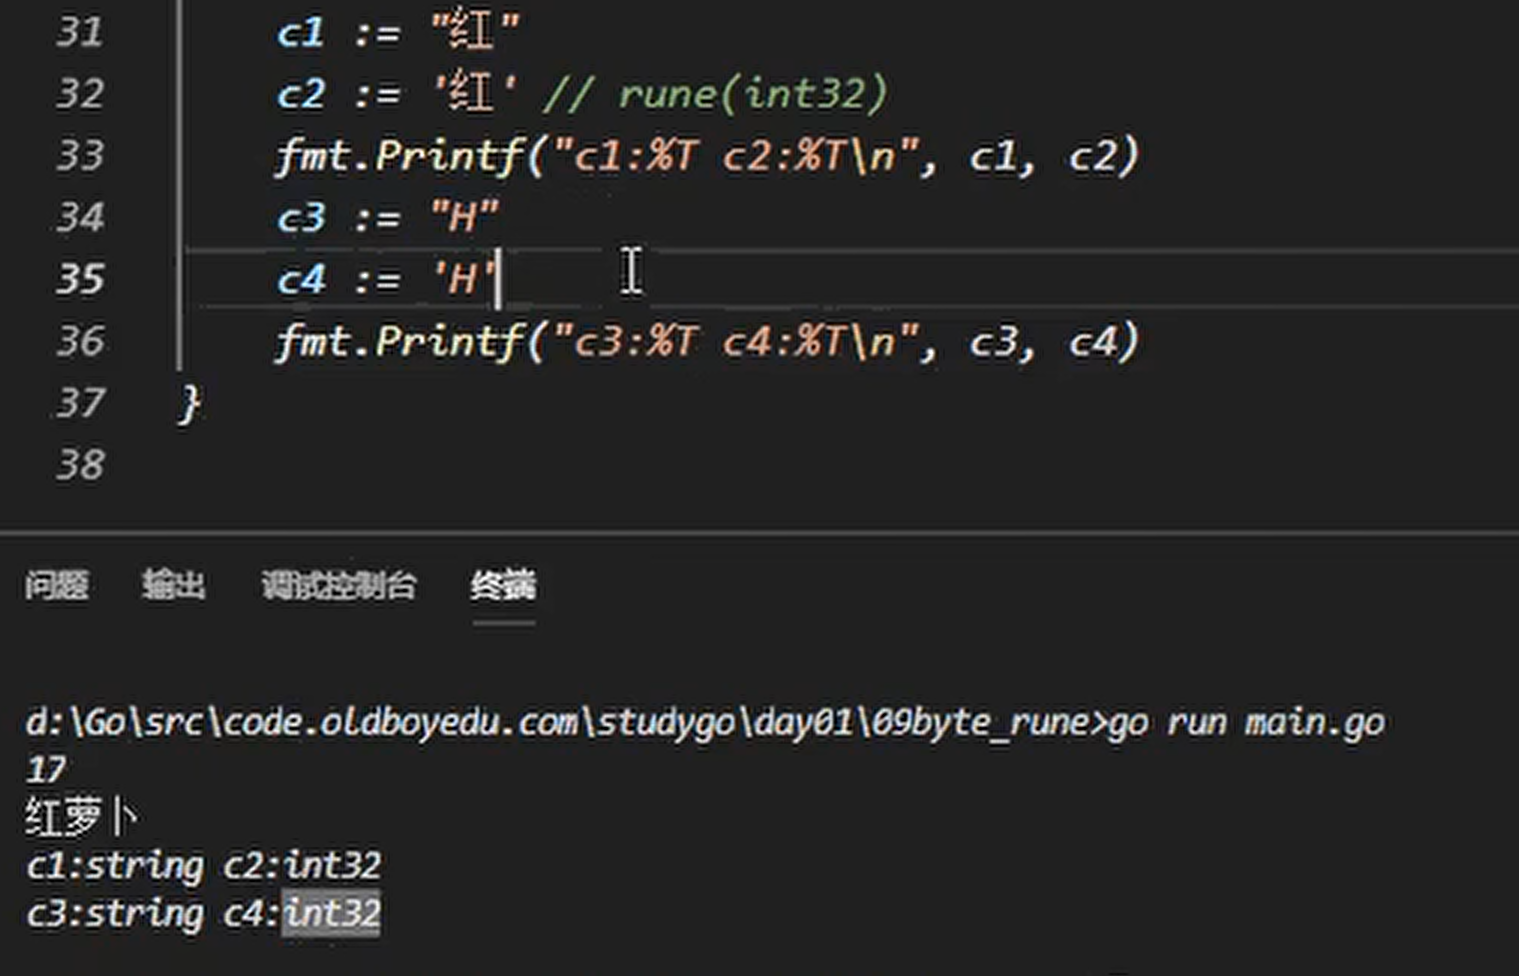 31 c1 := "红"
32 c2 := '红' // rune(int32)
33 fmt.Printf("c1:%T c2:%T\n", c1, c2)
34 c3 := "H"
35 c4 := 'H'
36 fmt.Printf("c3:%T c4:%T\n", c3, c4)
37 }
38
问题 输出 调试控制台 终端
d:\Go\src\code.oldboyedu.com\studygo\day01\09byte_rune>go run main.go
17
红萝卜
c1:string c2:int32
c3:string c4:int32